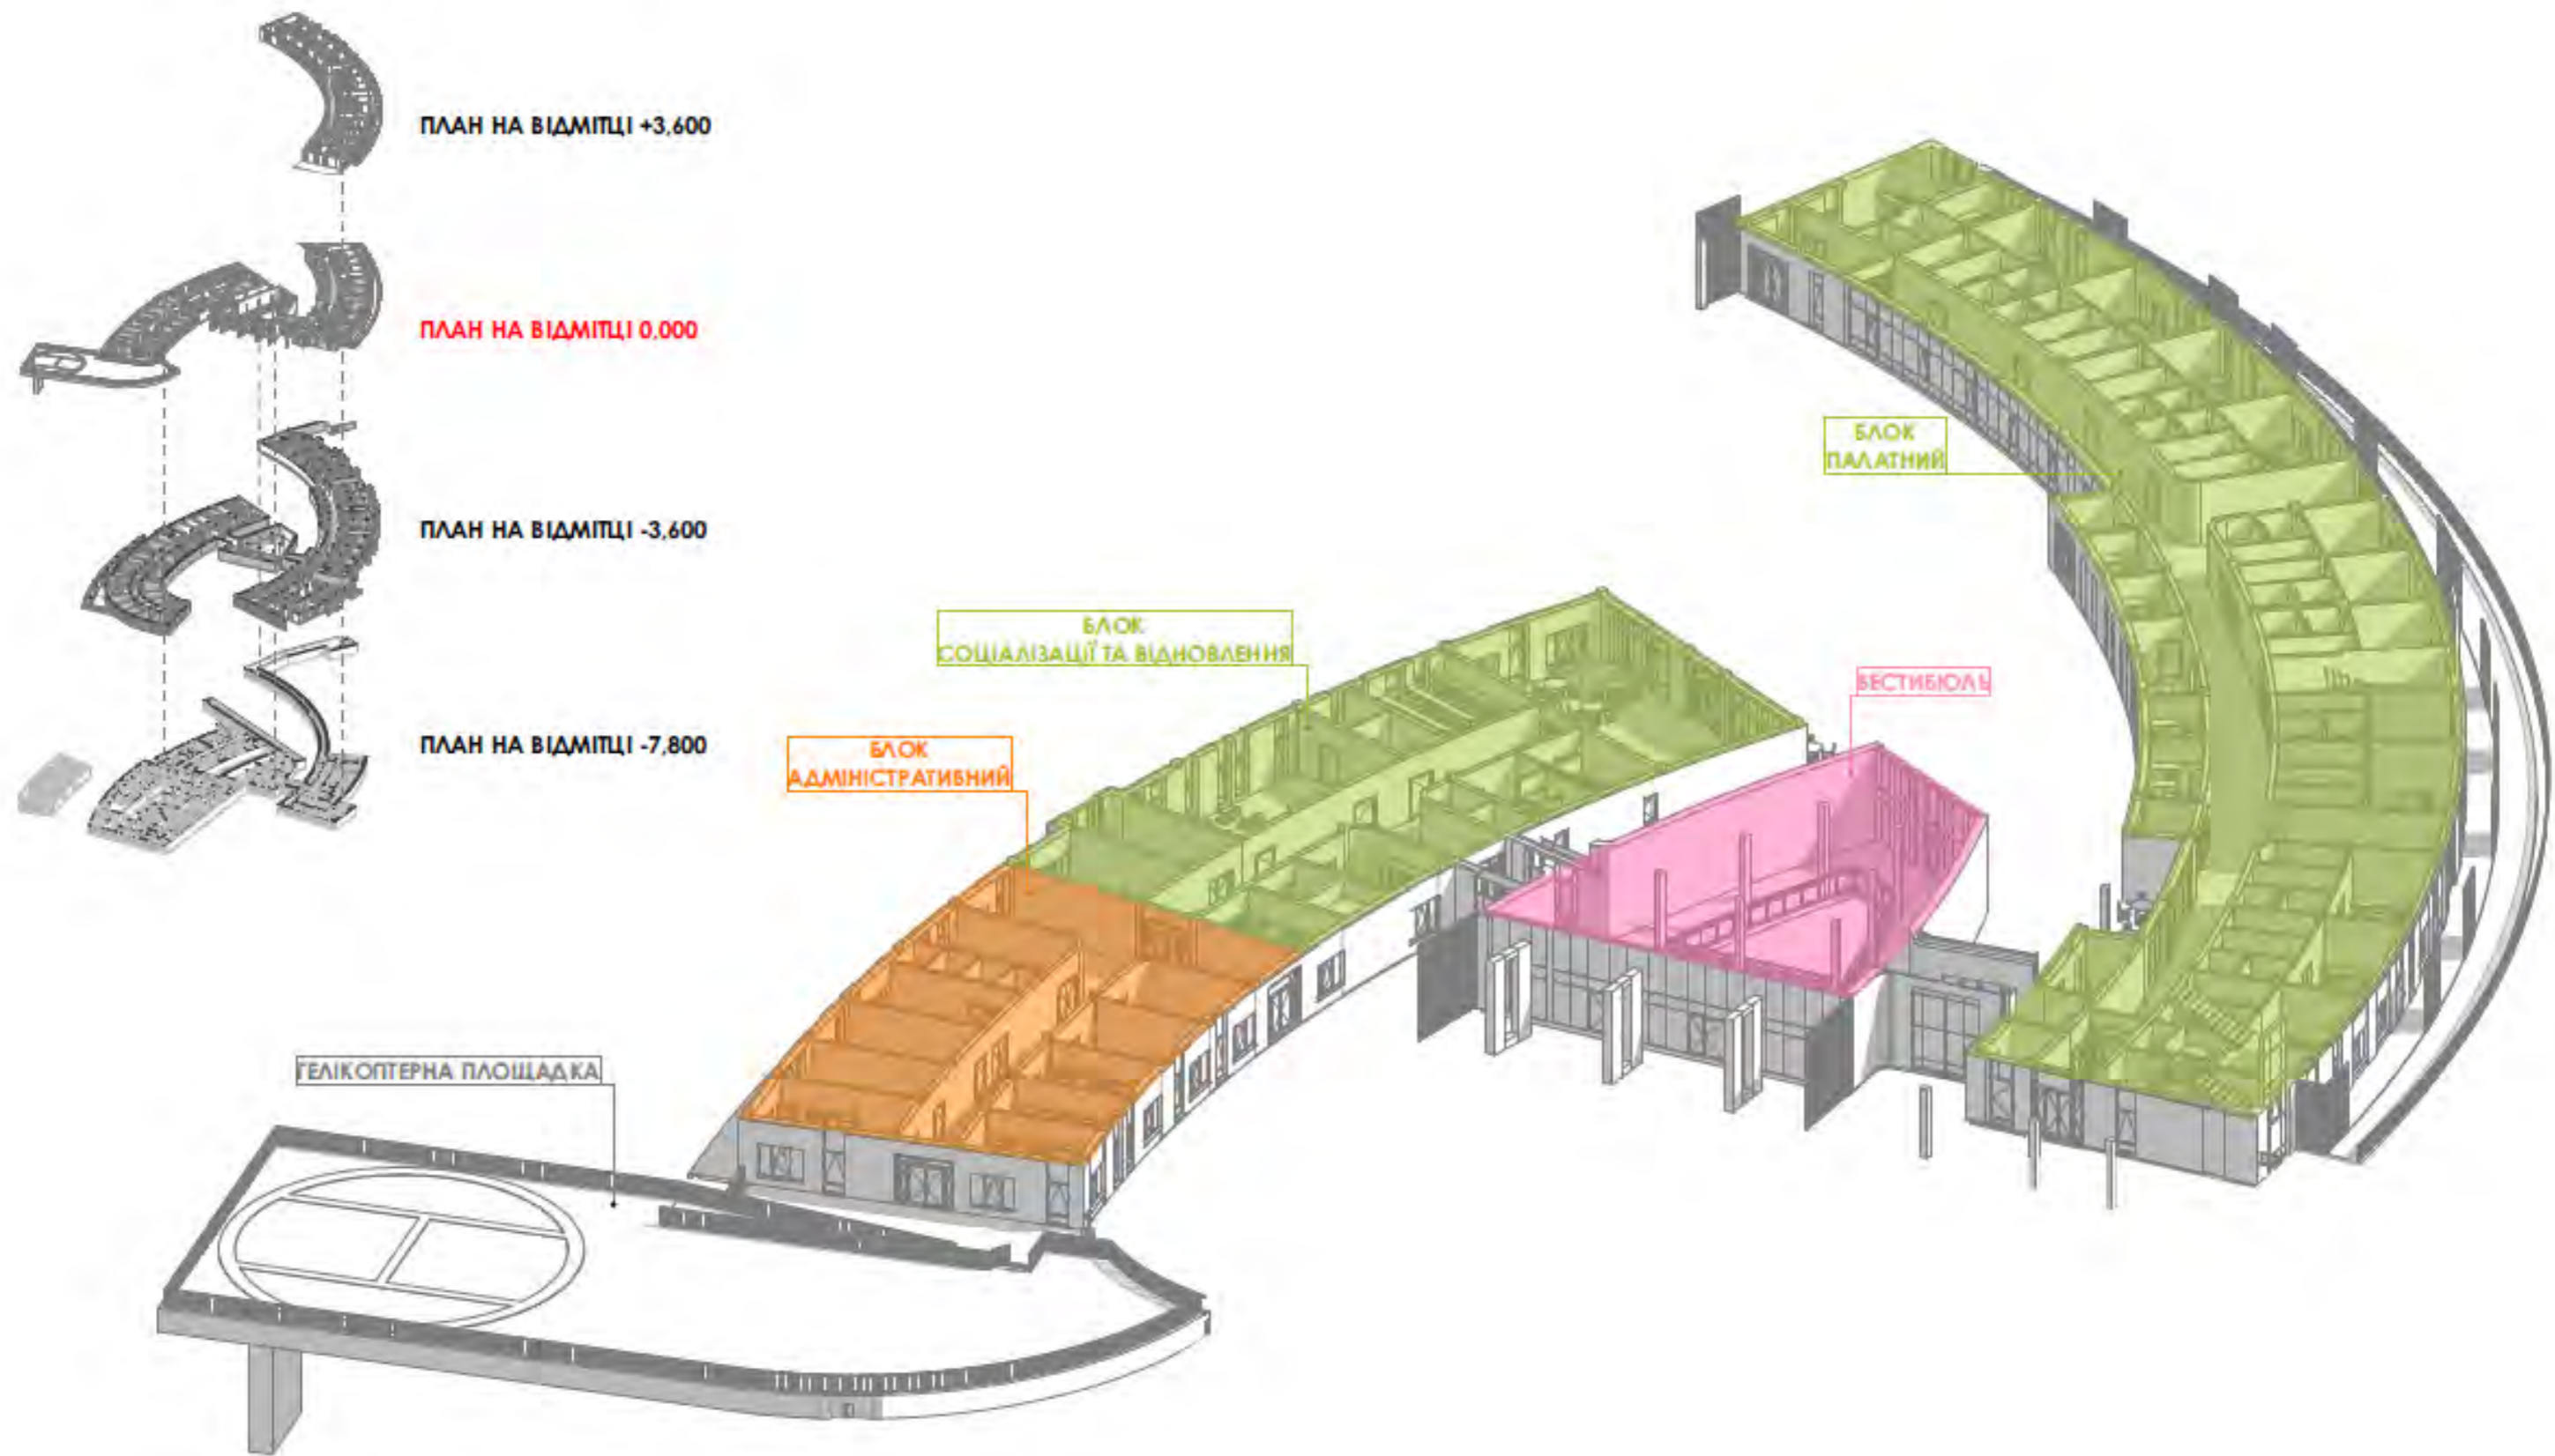 ПЛАН НА ВІДМІТЦІ +3,600
ПЛАН НА ВІДМІТЦІ 0,000
ПЛАН НА ВІДМІТЦІ -3,600
ПЛАН НА ВІДМІТЦІ -7,800
БЛОК
ПАЛАТНИЙ
БЛОК
СОЦІАЛІЗАЦІЇ ТА ВІДНОВЛЕННЯ
ВЕСТИБЮЛЬ
БЛОК
АДМІНІСТРАТИВНИЙ
ГЕЛІКОПТЕРНА ПЛОЩАДКА